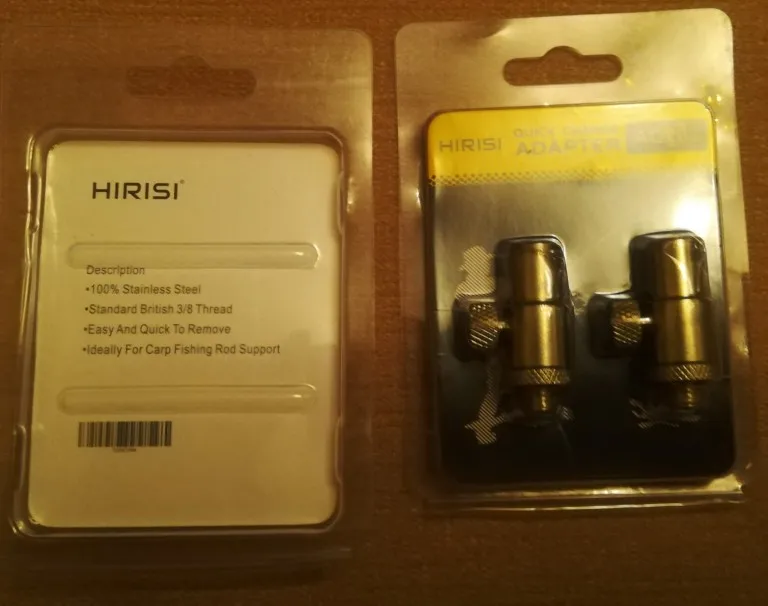 HIRISI®
Description
•100% Stainless Steel
•Standard British 3/8 Thread
•Easy And Quick To Remove
•Ideally For Carp Fishing Rod Support
HIRISI
QUICK
ADAPTER